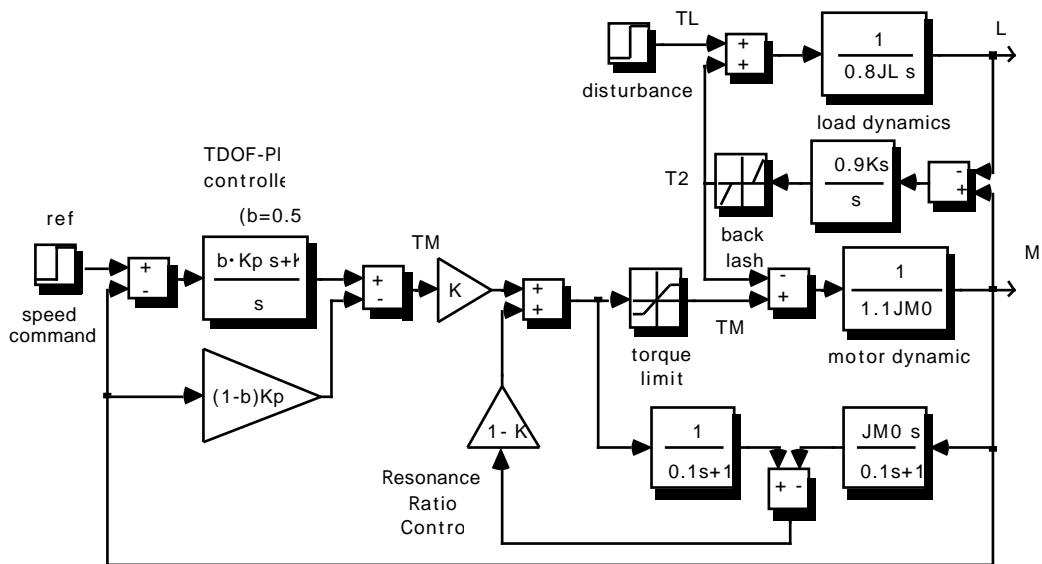 TL
L
+
+
1
0.8JL s
disturbance
load dynamics
TDOF-PI
controlle
(b=0.5
T2
0.9Ks
s
-
+
ref
back
lash
M
TM
+
-
b· Kp s+
s
+
-
K
+
+
-
+
1
1.1JM0
TM
speed
command
torque
limit
motor dynamic
(1-b)Kp
1- K
1
0.1s+1
JM0 s
0.1s+1
+ -
Resonance
Ratio
Contro